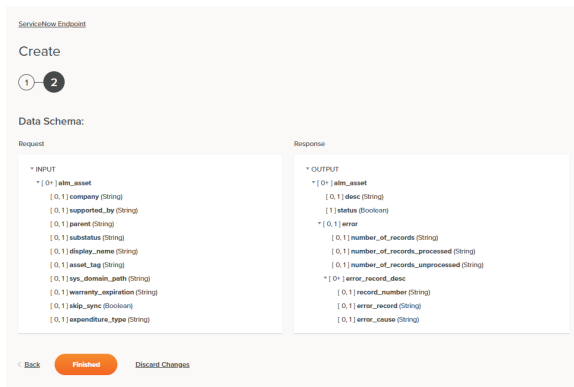 ServiceNow Endpoint
Create
1 2
Data Schema:
Request
INPUT
[ 0+ ] alm_asset
[ 0, 1 ] company (String)
[ 0, 1 ] supported_by (String)
[ 0, 1 ] parent (String)
[ 0, 1 ] substatus (String)
[ 0, 1 ] display_name (String)
[ 0, 1 ] asset_tag (String)
[ 0, 1 ] sys_domain_path (String)
[ 0, 1 ] warranty_expiration (String)
[ 0, 1 ] skip_sync (Boolean)
[ 0, 1 ] expenditure_type (String)
Response
OUTPUT
[ 0+ ] alm_asset
[ 0, 1 ] desc (String)
[ 1 ] status (Boolean)
[ 0, 1 ] error
[ 0, 1 ] number_of_records (String)
[ 0, 1 ] number_of_records_processed (String)
[ 0, 1 ] number_of_records_unprocessed (String)
[ 0+ ] error_record_desc
[ 0, 1 ] record_number (String)
[ 0, 1 ] error_record (String)
[ 0, 1 ] error_cause (String)
< Back Finished Discard Changes